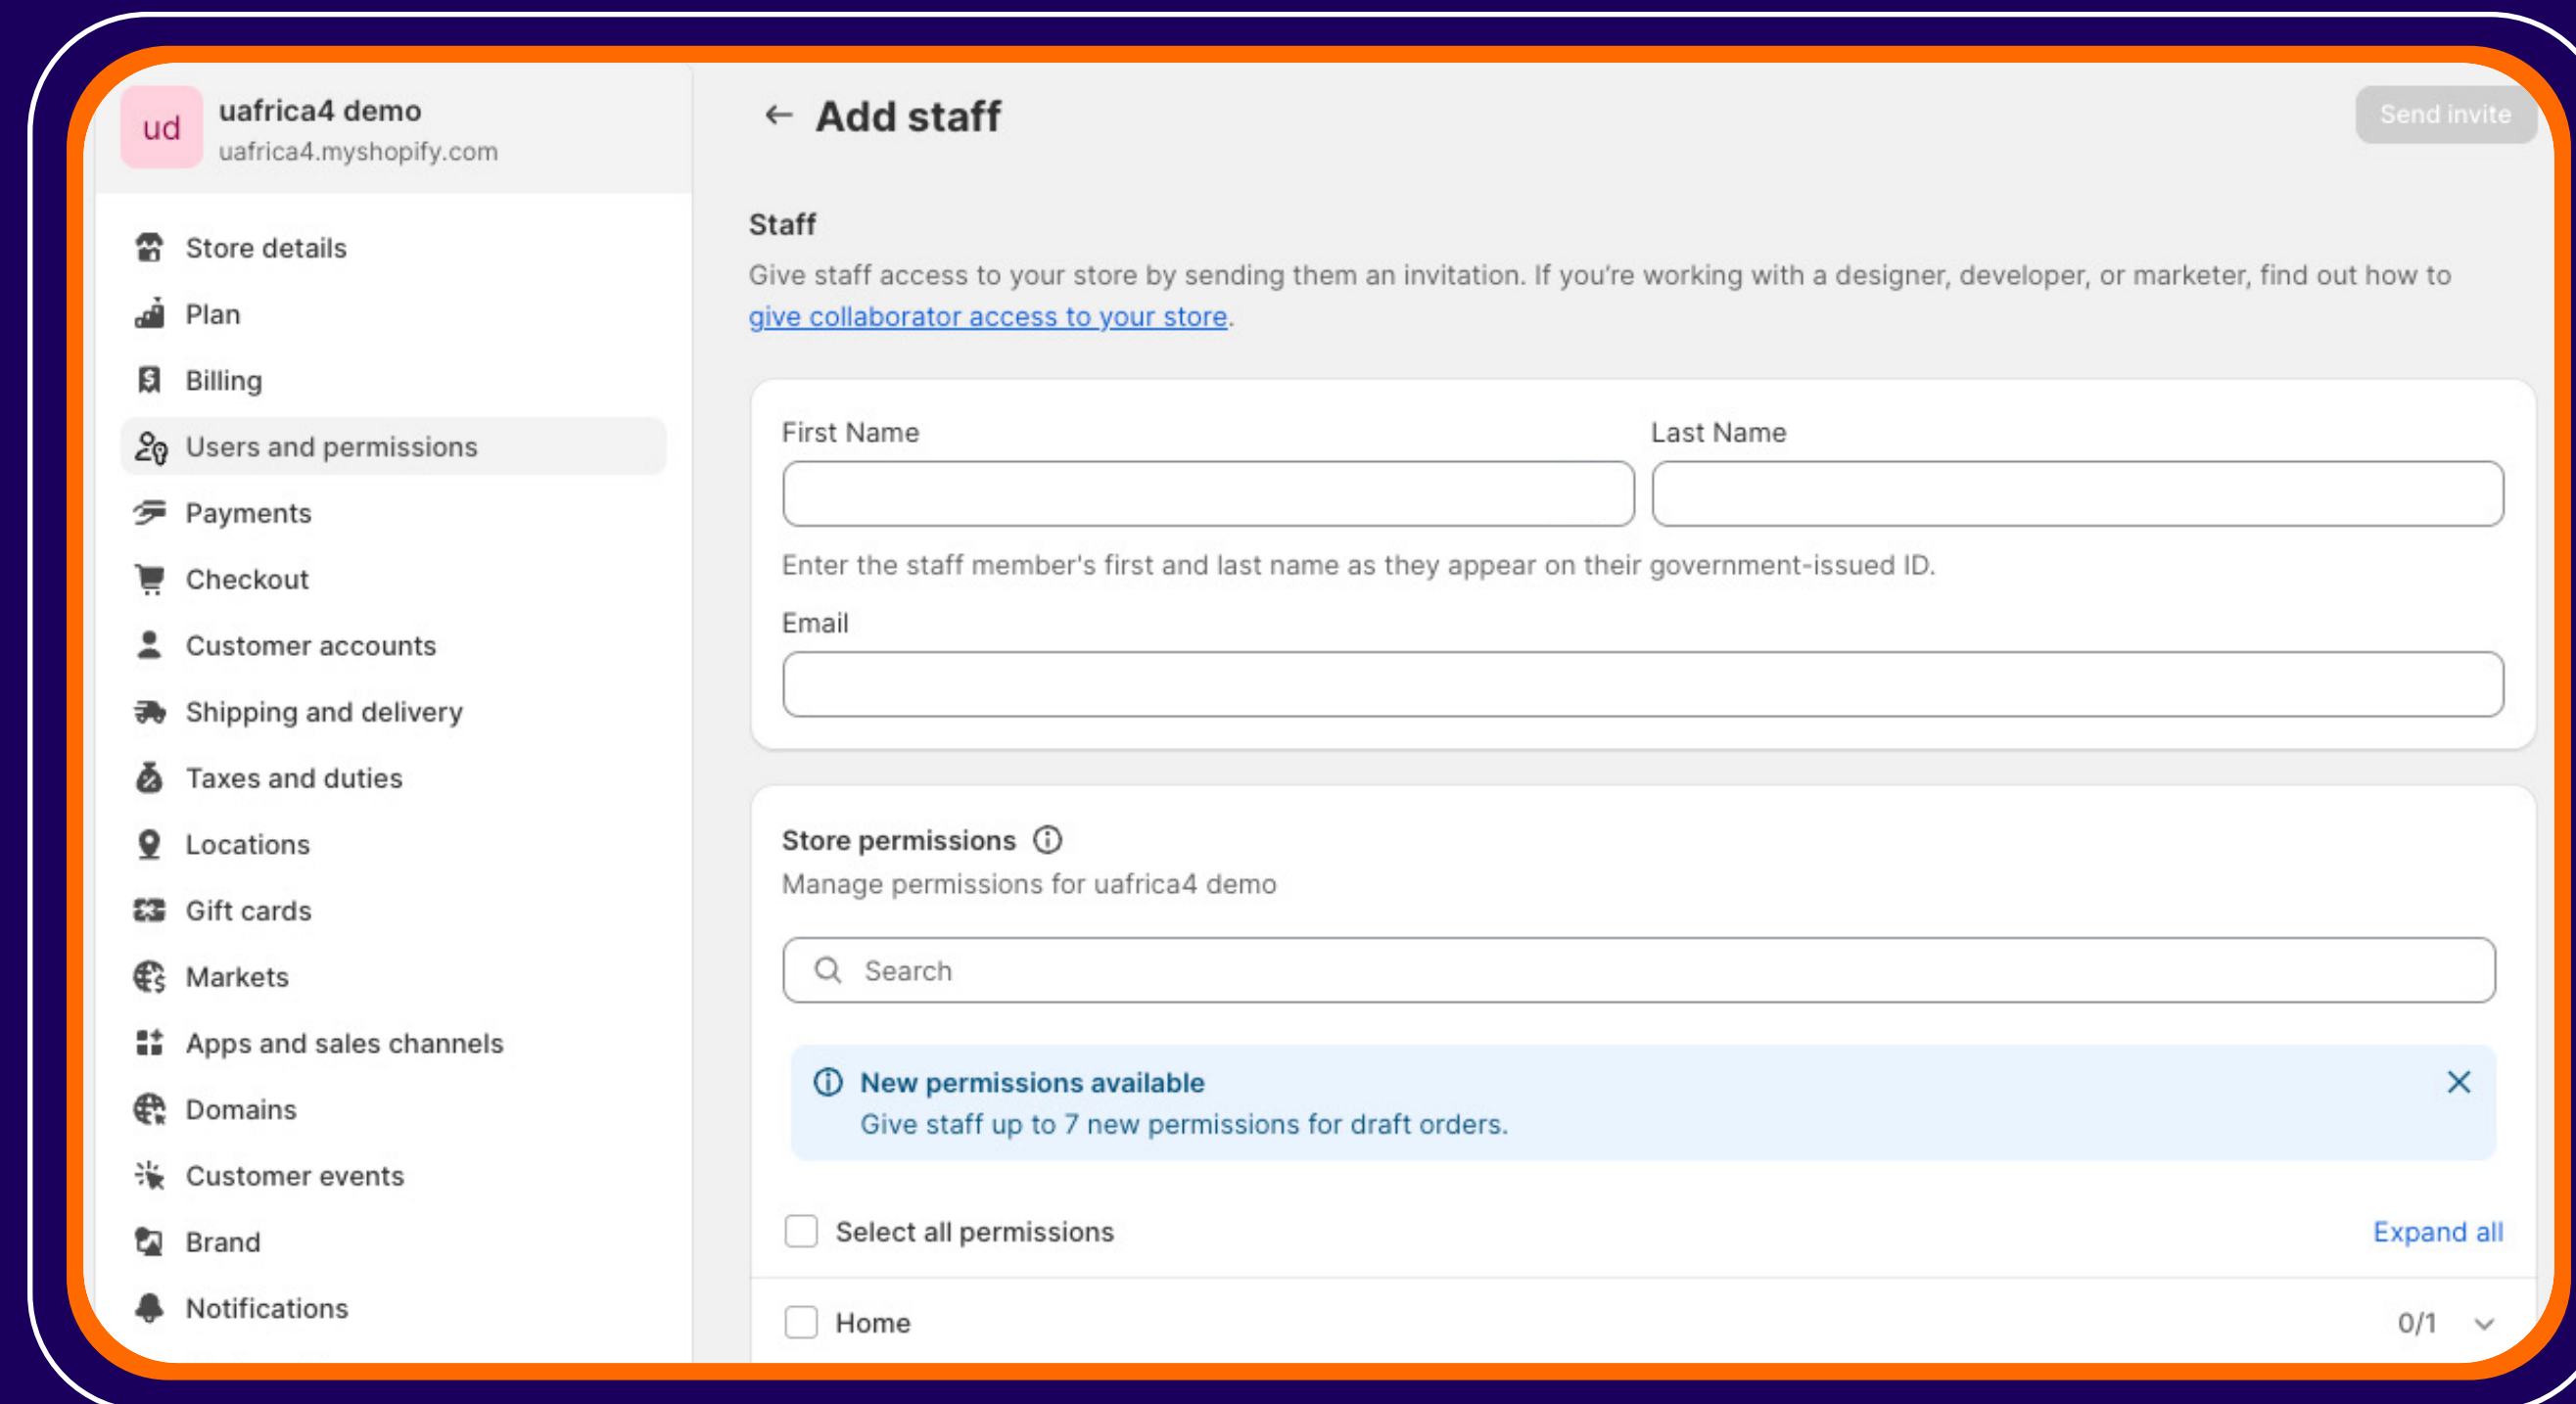 ud
uafrica4 demo
uafrica4.myshopify.com
Store details
Plan
Billing
Users and permissions
Payments
Checkout
Customer accounts
Shipping and delivery
Taxes and duties
Locations
Gift cards
Markets
Apps and sales channels
Domains
Customer events
Brand
Notifications
Add staff
Send invite
Staff
Give staff access to your store by sending them an invitation. If you’re working with a designer, developer, or marketer, find out how to
give collaborator access to your store.
First Name
Last Name
Enter the staff member's first and last name as they appear on their government-issued ID.
Email
Store permissions
Manage permissions for uafrica4 demo
Search
New permissions available
Give staff up to 7 new permissions for draft orders.
Select all permissions
Expand all
Home
0/1